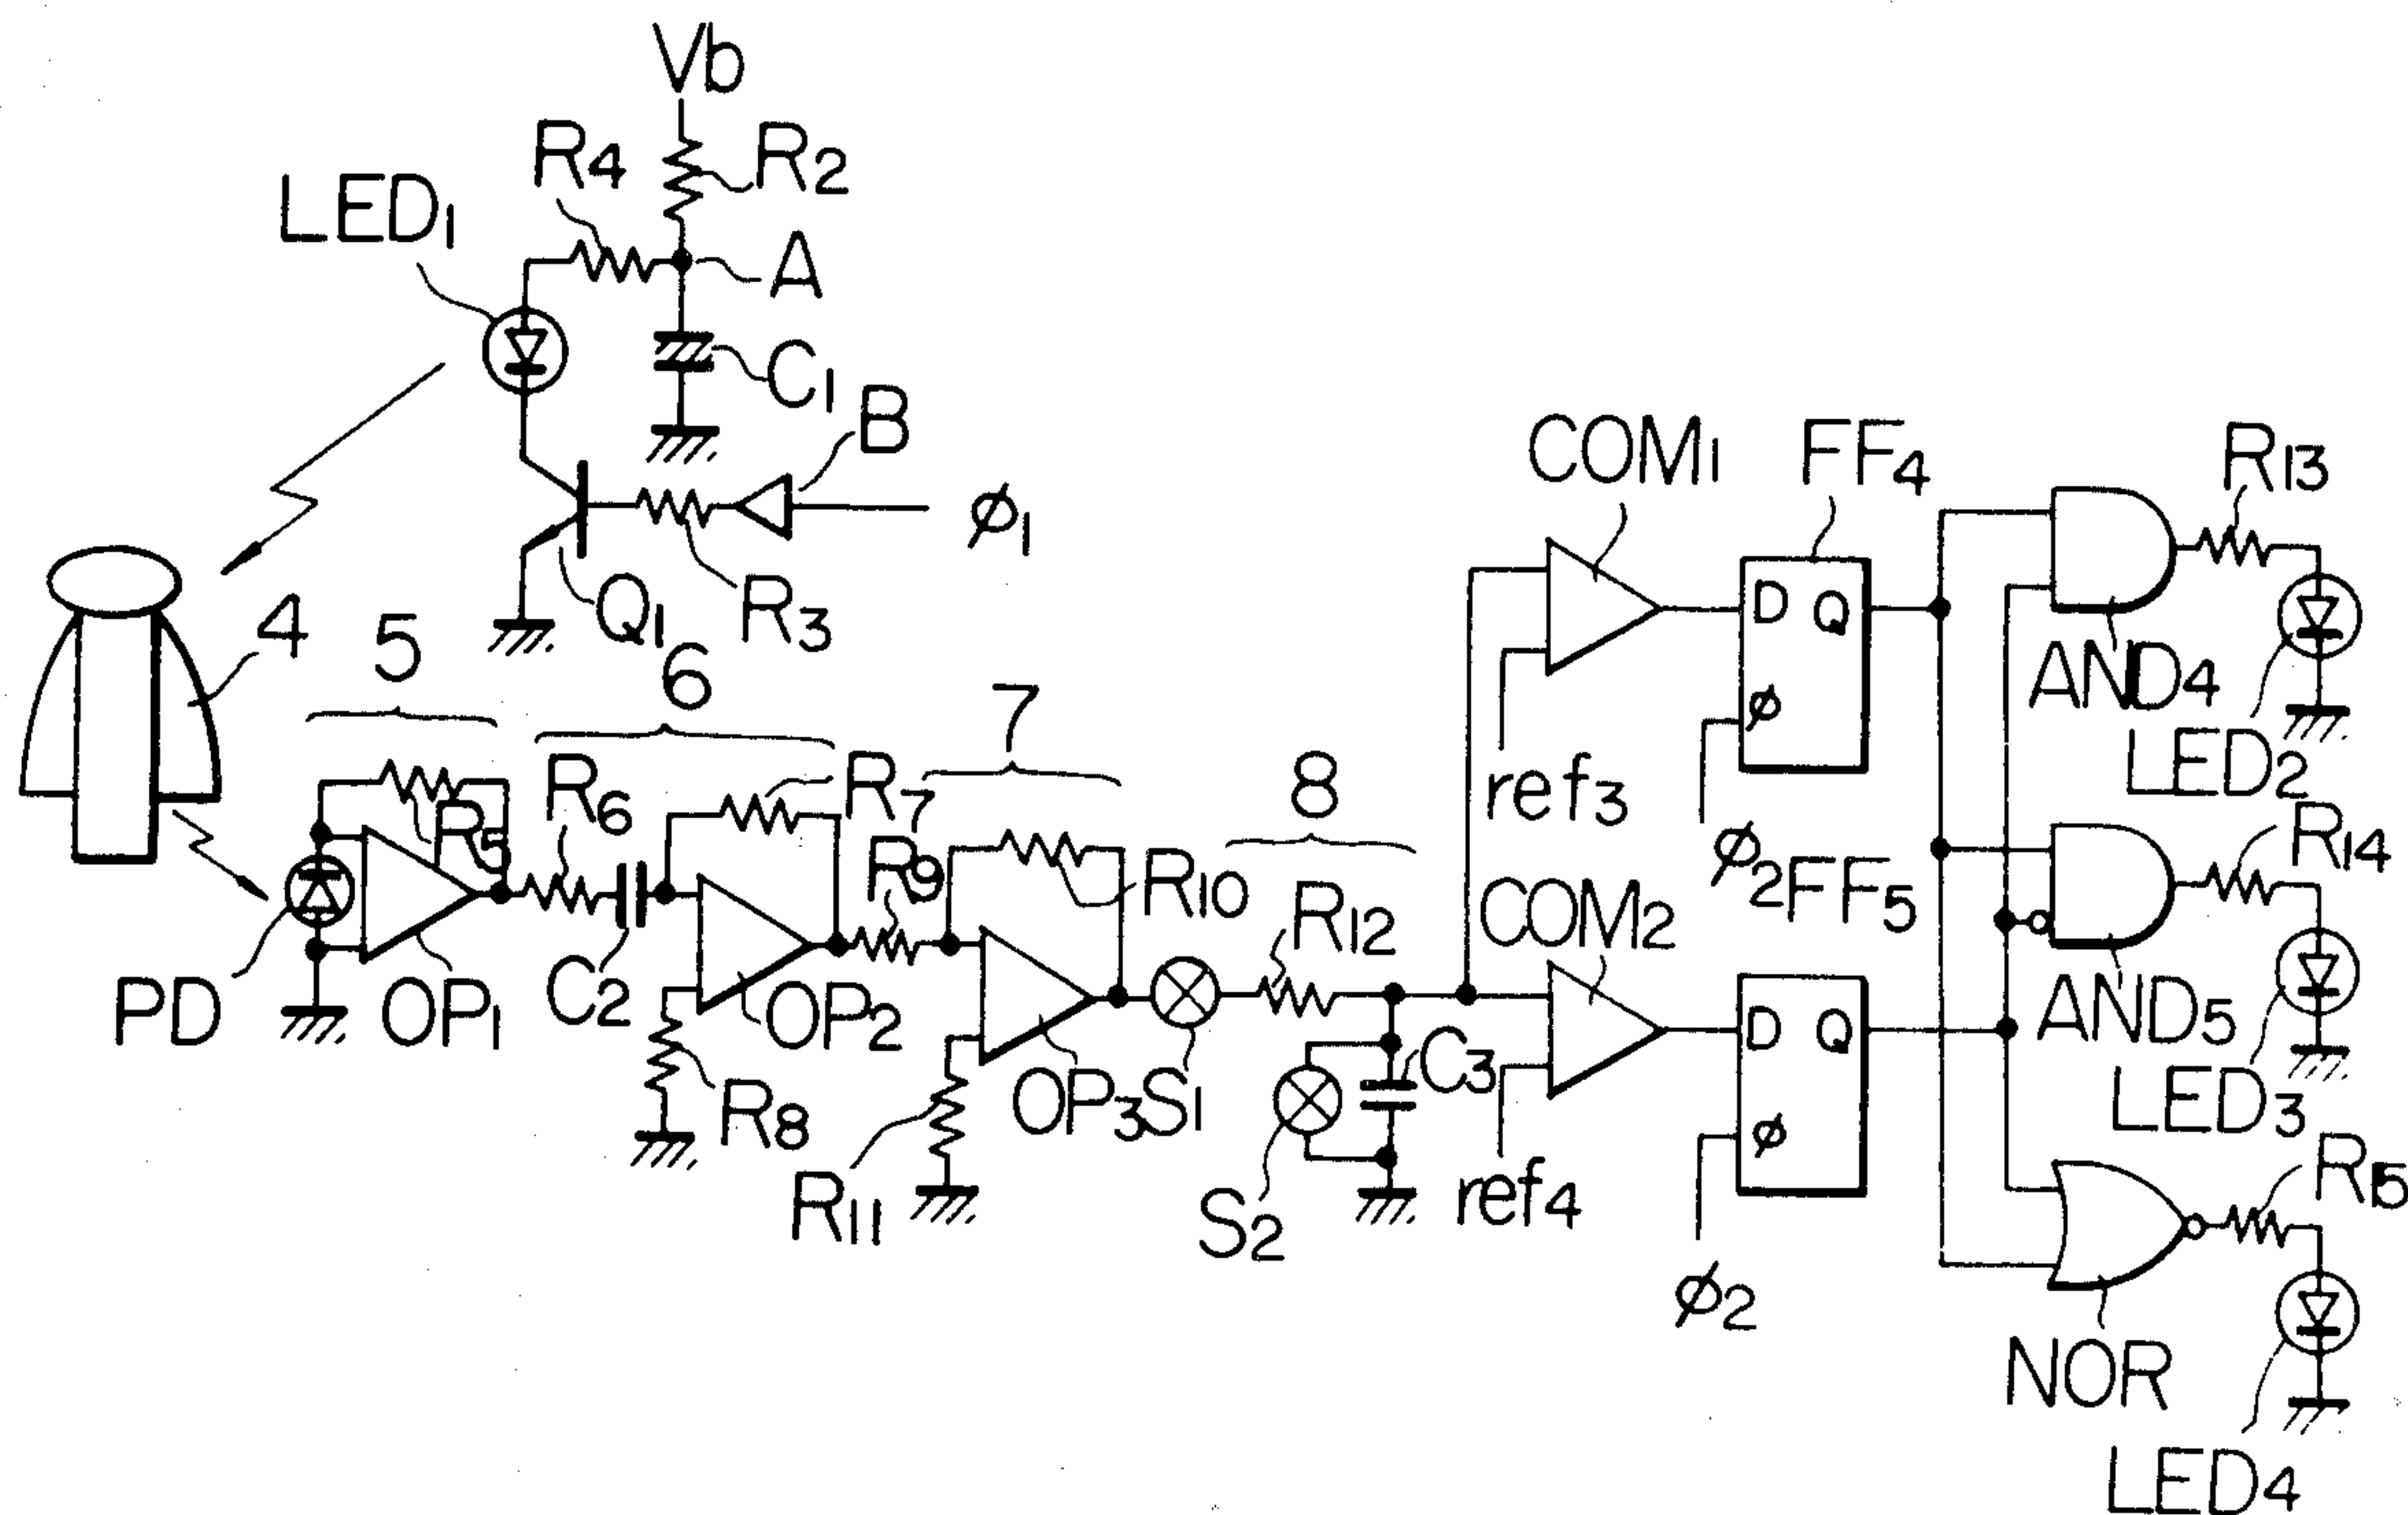 Vb
R4
R2
LED1
A
C1
B
φ1
Q1
R3
4
5
6
7
8
R5
R6
R7
R9
R10
R12
PD
OP1
C2
OP2
R8
OP3
S1
R11
S2
C3
COM1
FF4
D
Q
φ
ref3
φ2
COM2
FF5
D
Q
φ
ref4
φ2
R13
AND4
LED2
R14
AND5
LED3
R15
NOR
LED4